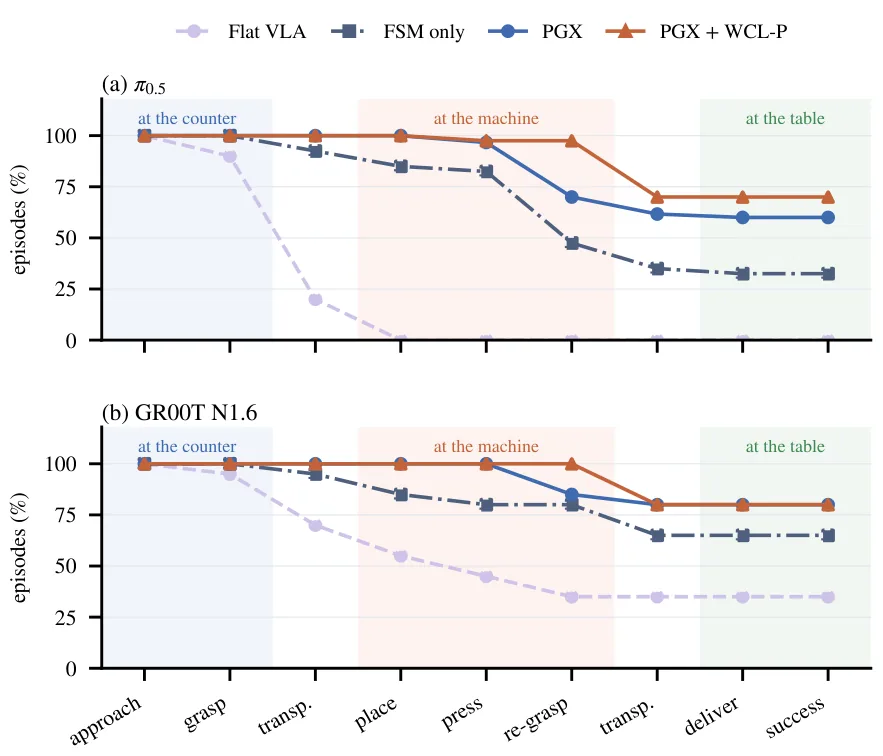 Flat VLA FSM only PGX PGX + WCL-P
(a) π0.5
at the counter at the machine at the table
100
75
50
25
0
episodes (%)
(b) GR00T N1.6
at the counter at the machine at the table
100
75
50
25
0
episodes (%)
approach grasp transp. place press re-grasp transp. deliver success